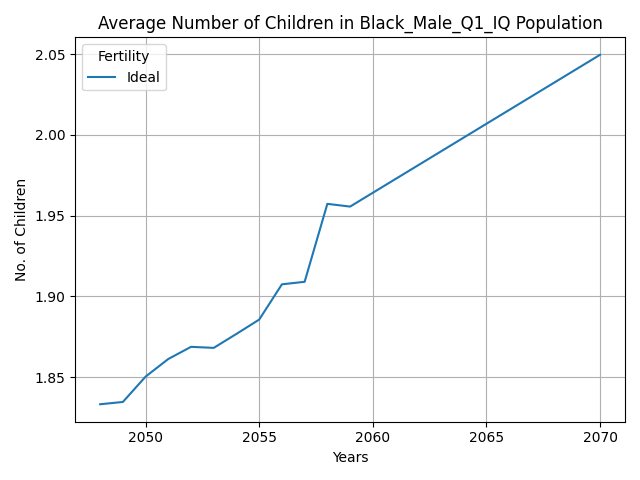 Average Number of Children in Black_Male_Q1_IQ Population
Fertility
Ideal
No. of Children
2.05
2.00
1.95
1.90
1.85
2050
2055
2060
2065
2070
Years